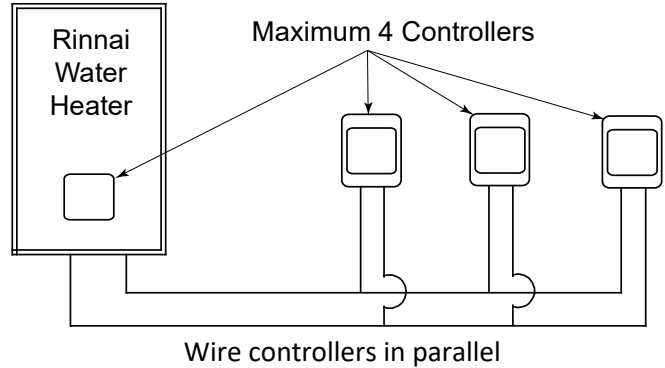 Rinnai
Water
Heater
Maximum 4 Controllers
Wire controllers in parallel